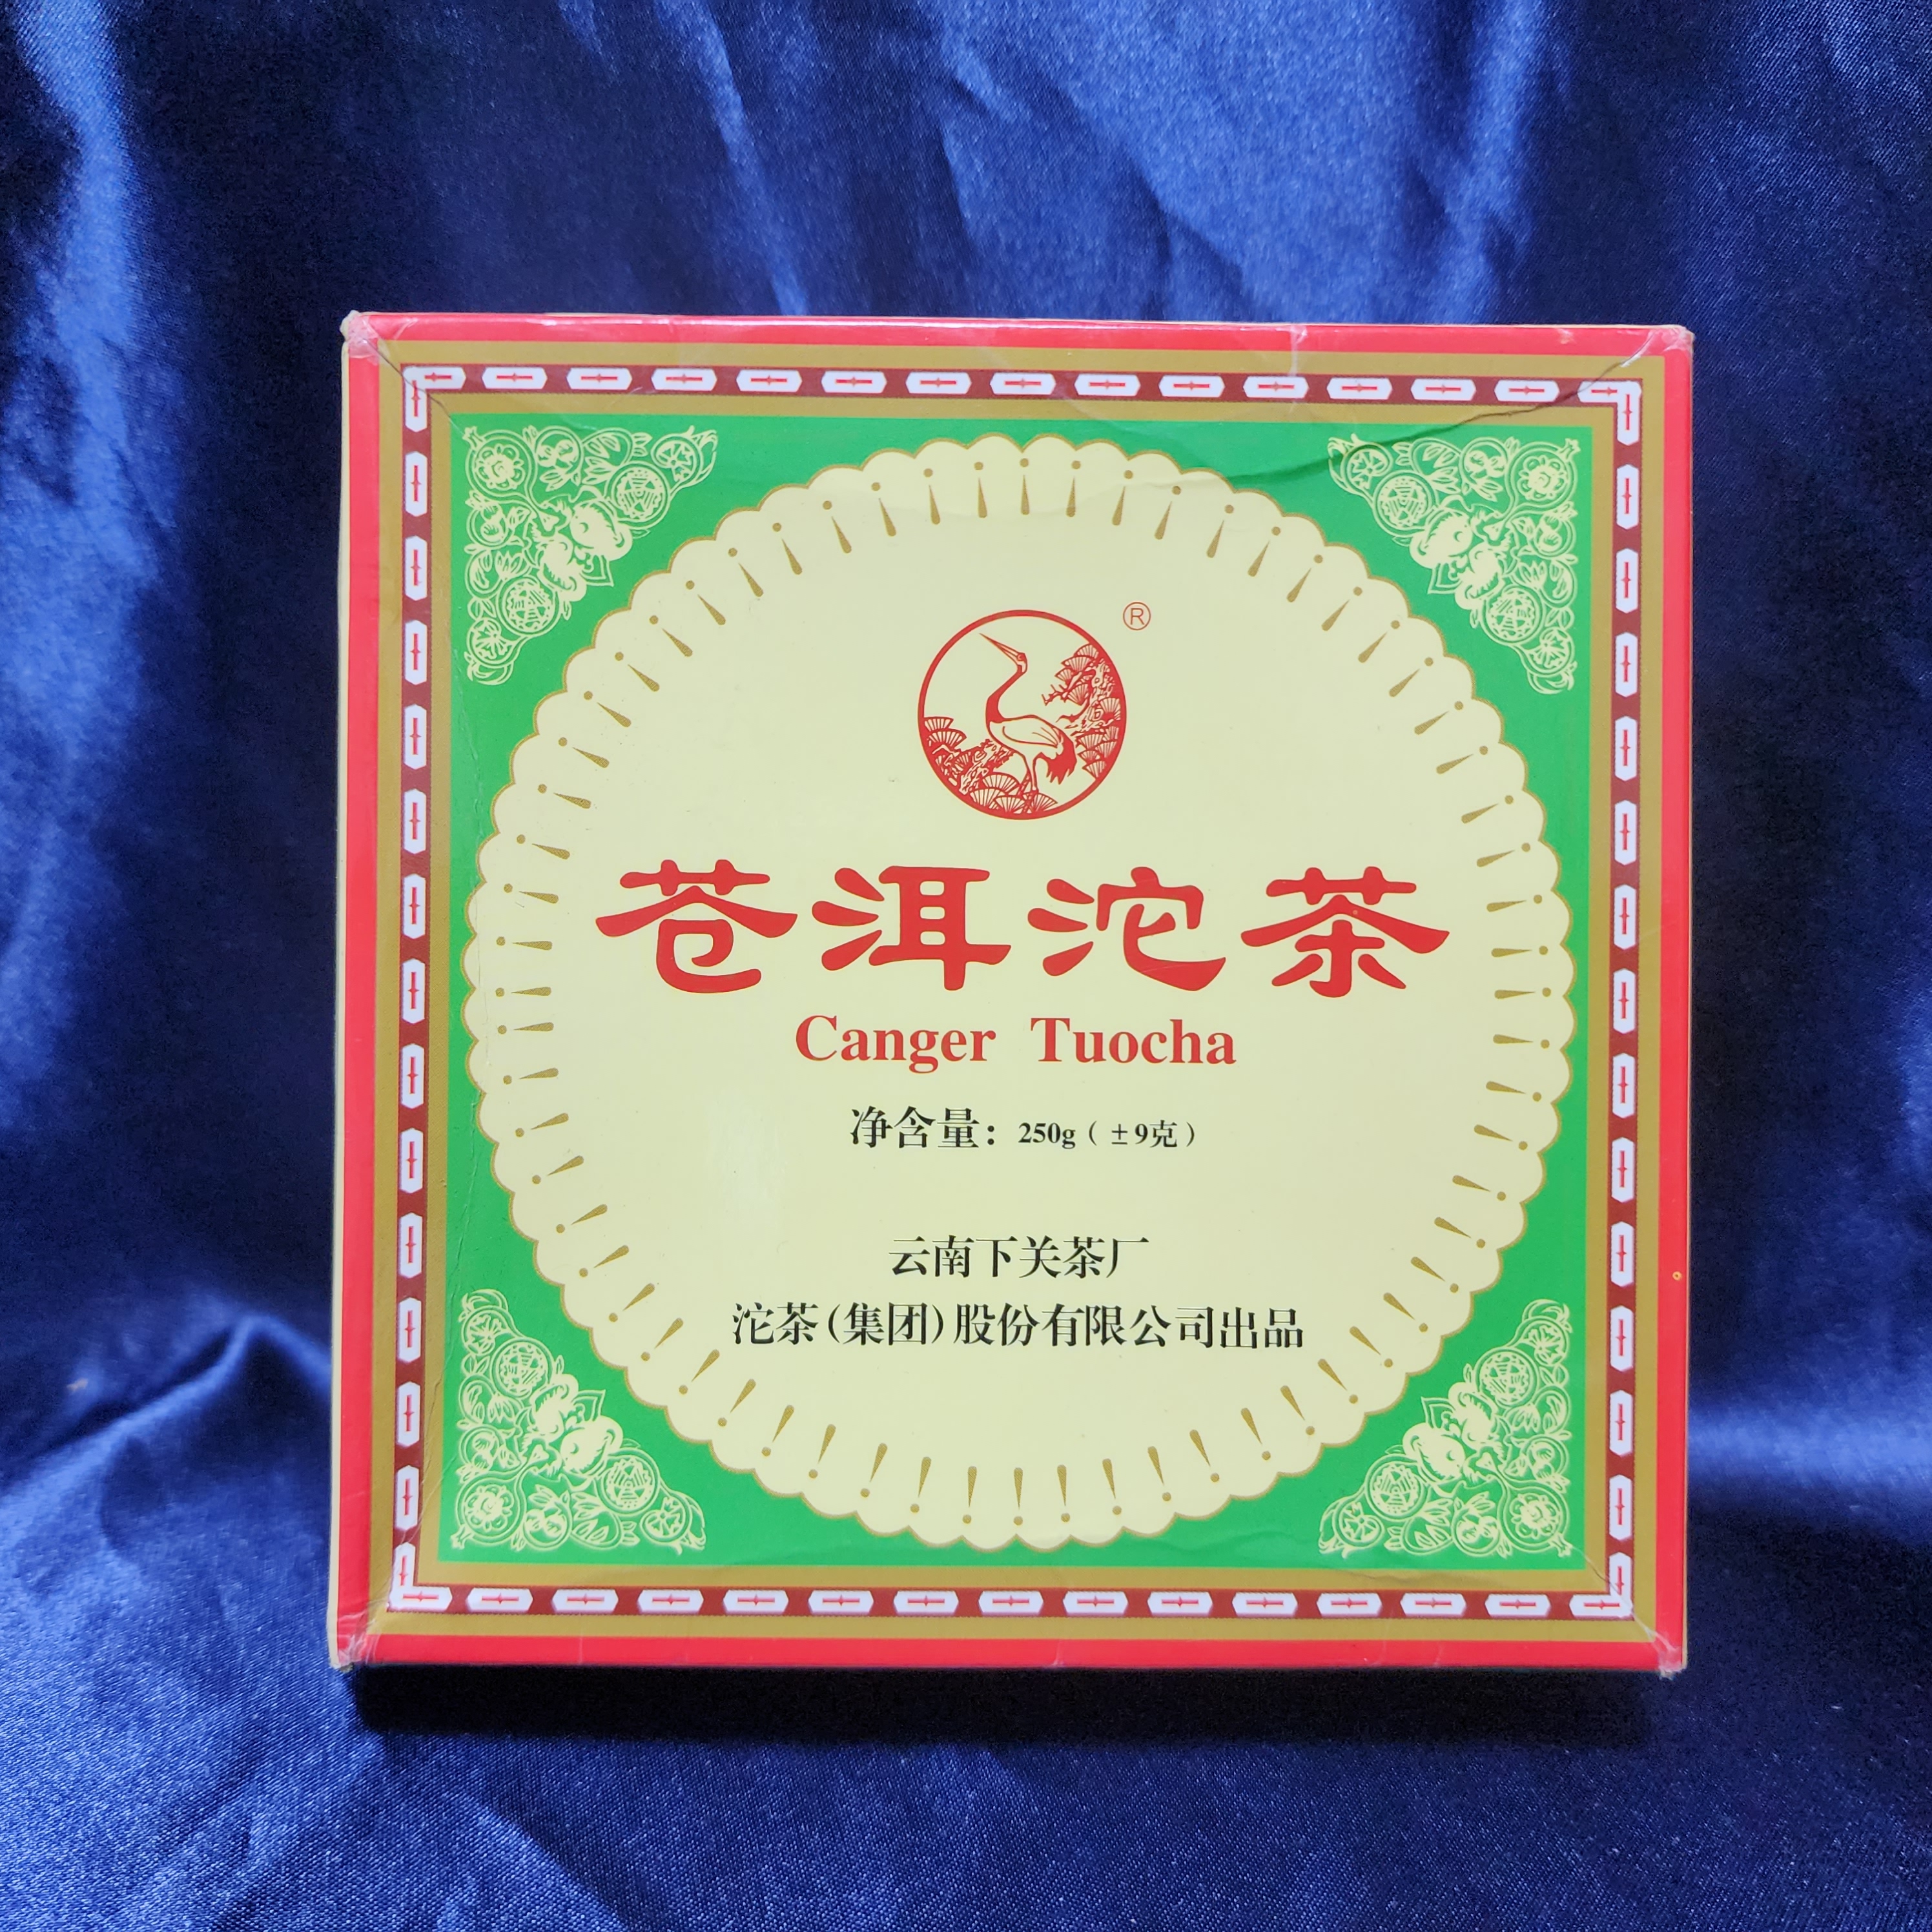 ®
苍洱沱茶
Canger Tuocha
净含量：250g（±9克）
云南下关茶厂
沱茶(集团)股份有限公司出品